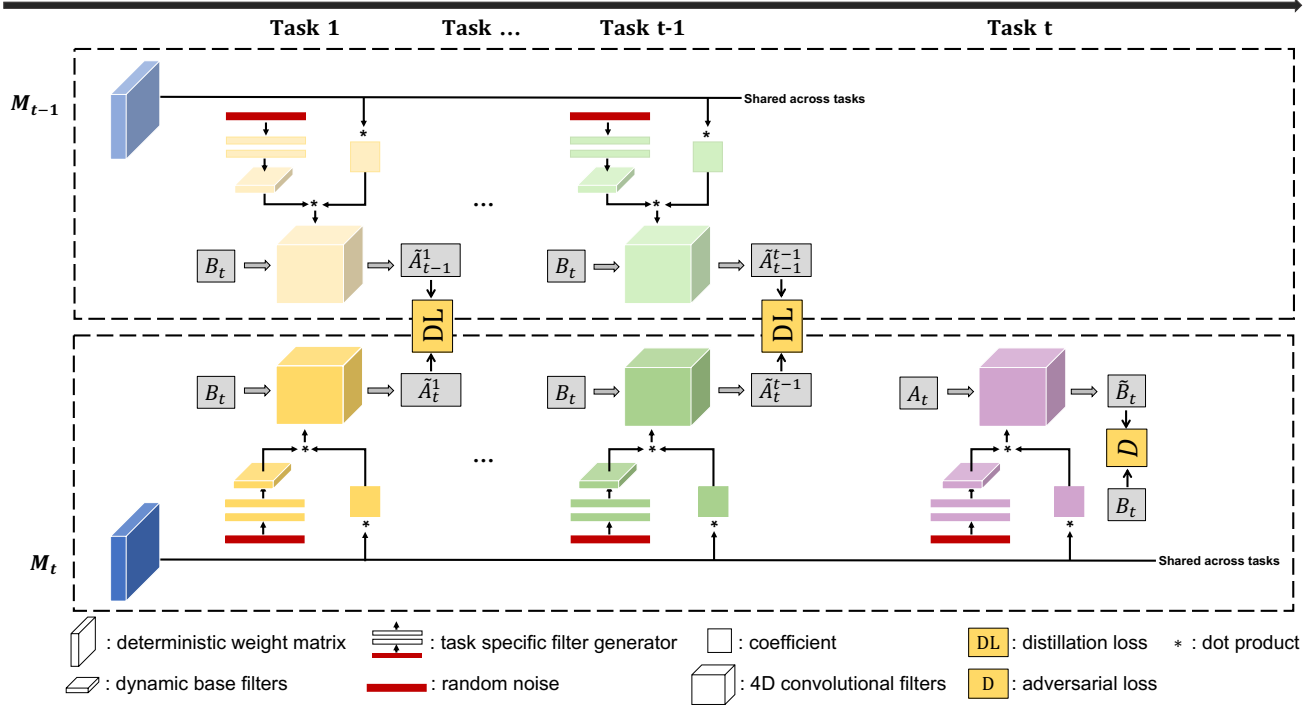 Task 1 Task ... Task t-1 Task t
M_{t−1}
Shared across tasks
* *
* ... *
B_t Ã^1_{t−1} B_t Ã^{t−1}_{t−1}
DL DL
B_t Ã^1_t B_t Ã^{t−1}_t A_t B̃_t
* ... * * D
* * * B_t
M_t
Shared across tasks
: deterministic weight matrix : task specific filter generator : coefficient DL : distillation loss * : dot product
: dynamic base filters : random noise : 4D convolutional filters D : adversarial loss